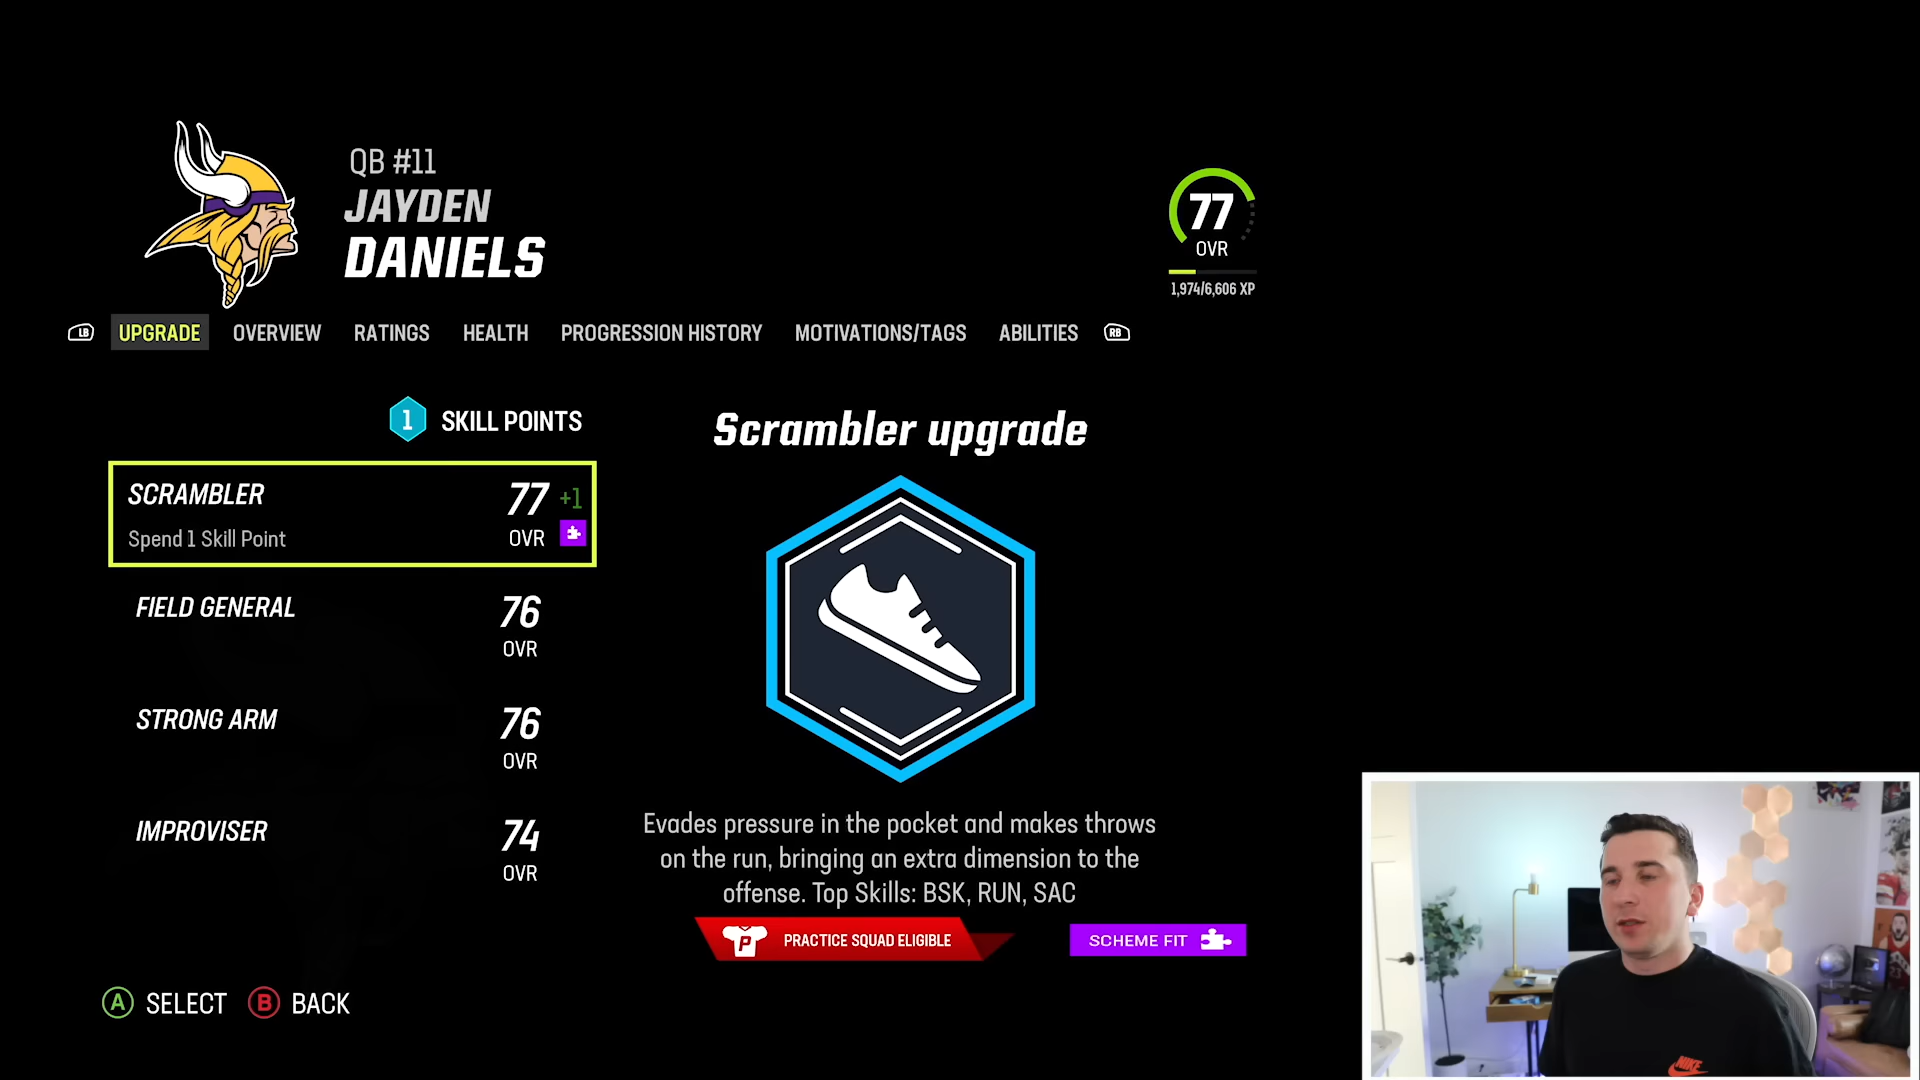 QB #11
JAYDEN
DANIELS
77
OVR
1,974/6,606 XP
LB UPGRADE OVERVIEW RATINGS HEALTH PROGRESSION HISTORY MOTIVATIONS/TAGS ABILITIES RB
1 SKILL POINTS
SCRAMBLER 77 +1
Spend 1 Skill Point OVR
FIELD GENERAL 76
OVR
STRONG ARM 76
OVR
IMPROVISER 74
OVR
Scrambler upgrade
Evades pressure in the pocket and makes throws
on the run, bringing an extra dimension to the
offense. Top Skills: BSK, RUN, SAC
P PRACTICE SQUAD ELIGIBLE
SCHEME FIT
A SELECT B BACK
NIKE